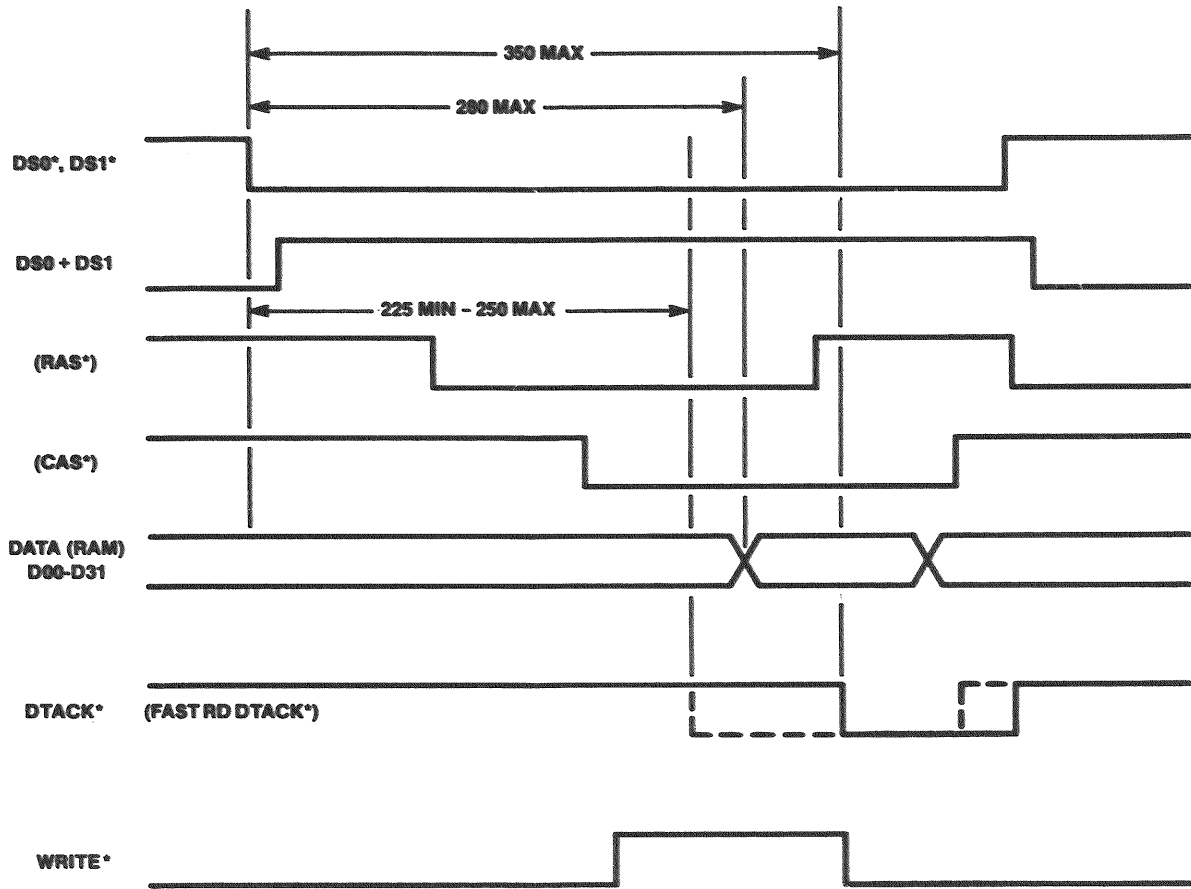 350 MAX
280 MAX
DS0*, DS1*
DS0 + DS1
225 MIN - 250 MAX
(RAS*)
(CAS*)
DATA (RAM)
D00-D31
DTACK* (FAST RD DTACK*)
WRITE*